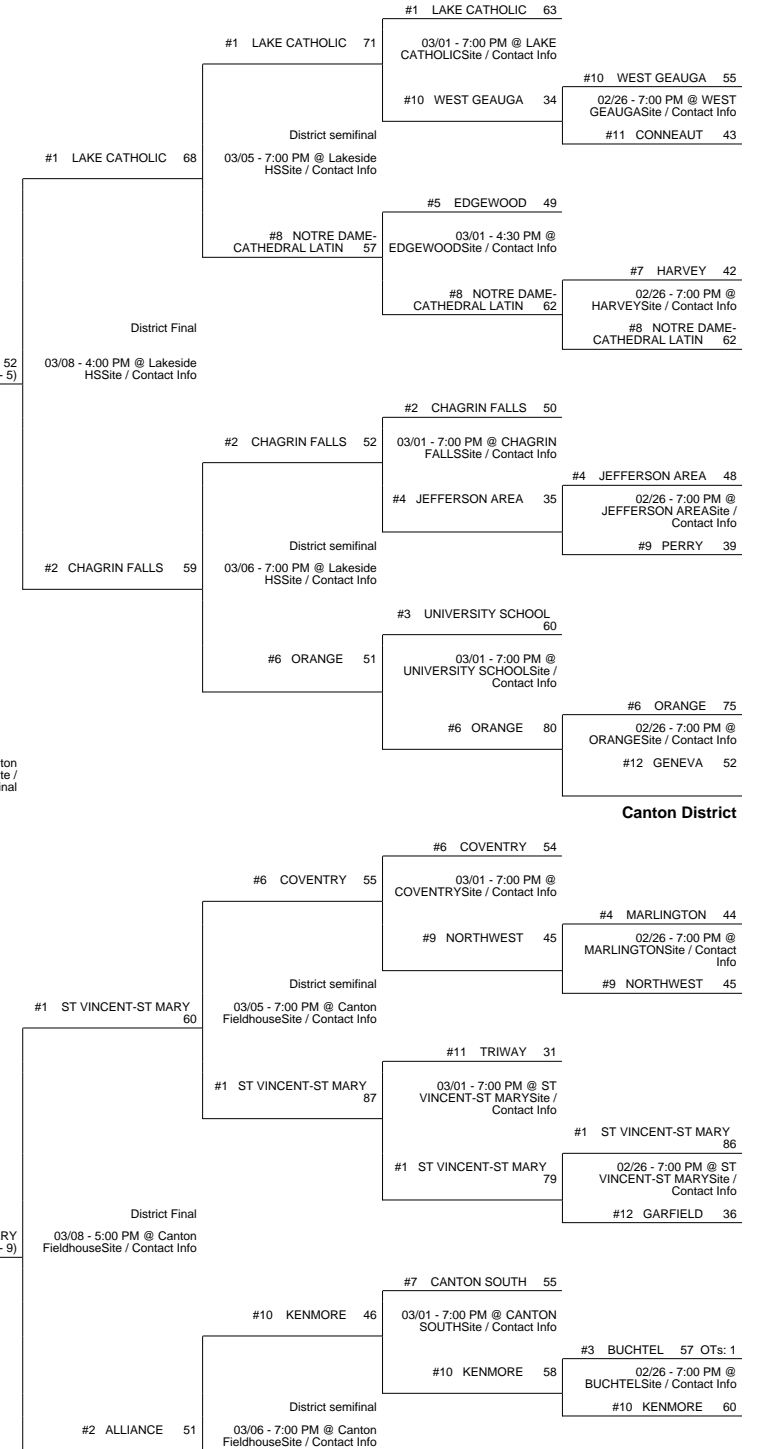 #1 LAKE CATHOLIC 63
#1 LAKE CATHOLIC 71
03/01 - 7:00 PM @ LAKE
CATHOLICSite / Contact Info
#10 WEST GEAUGA 55
#10 WEST GEAUGA 34
02/26 - 7:00 PM @ WEST
GEAUGASite / Contact Info
District semifinal
#11 CONNEAUT 43
#1 LAKE CATHOLIC 68
03/05 - 7:00 PM @ Lakeside
HSSite / Contact Info
#5 EDGEWOOD 49
#8 NOTRE DAME-
CATHEDRAL LATIN 57
03/01 - 4:30 PM @
EDGEWOODSite / Contact Info
#7 HARVEY 42
#8 NOTRE DAME-
CATHEDRAL LATIN 62
02/26 - 7:00 PM @
HARVEYSite / Contact Info
District Final
#8 NOTRE DAME-
CATHEDRAL LATIN 62
52
- 5)
03/08 - 4:00 PM @ Lakeside
HSSite / Contact Info
#2 CHAGRIN FALLS 50
#2 CHAGRIN FALLS 52
03/01 - 7:00 PM @ CHAGRIN
FALLSSite / Contact Info
#4 JEFFERSON AREA 48
#4 JEFFERSON AREA 35
02/26 - 7:00 PM @
JEFFERSON AREASite /
Contact Info
District semifinal
#9 PERRY 39
#2 CHAGRIN FALLS 59
03/06 - 7:00 PM @ Lakeside
HSSite / Contact Info
#3 UNIVERSITY SCHOOL
60
#6 ORANGE 51
03/01 - 7:00 PM @
UNIVERSITY SCHOOLSite /
Contact Info
#6 ORANGE 75
#6 ORANGE 80
02/26 - 7:00 PM @
ORANGESite / Contact Info
#12 GENEVA 52
ton
te /
inal
Canton District
#6 COVENTRY 54
#6 COVENTRY 55
03/01 - 7:00 PM @
COVENTRYSite / Contact Info
#4 MARLINGTON 44
#9 NORTHWEST 45
02/26 - 7:00 PM @
MARLINGTONSite / Contact
Info
District semifinal
#9 NORTHWEST 45
#1 ST VINCENT-ST MARY
60
03/05 - 7:00 PM @ Canton
FieldhouseSite / Contact Info
#11 TRIWAY 31
#1 ST VINCENT-ST MARY
87
03/01 - 7:00 PM @ ST
VINCENT-ST MARYSite /
Contact Info
#1 ST VINCENT-ST MARY
86
#1 ST VINCENT-ST MARY
79
02/26 - 7:00 PM @ ST
VINCENT-ST MARYSite /
Contact Info
District Final
#12 GARFIELD 36
RY
- 9)
03/08 - 5:00 PM @ Canton
FieldhouseSite / Contact Info
#7 CANTON SOUTH 55
#10 KENMORE 46
03/01 - 7:00 PM @ CANTON
SOUTHSite / Contact Info
#3 BUCHTEL 57 OTs: 1
#10 KENMORE 58
02/26 - 7:00 PM @
BUCHTELSite / Contact Info
District semifinal
#10 KENMORE 60
#2 ALLIANCE 51
03/06 - 7:00 PM @ Canton
FieldhouseSite / Contact Info